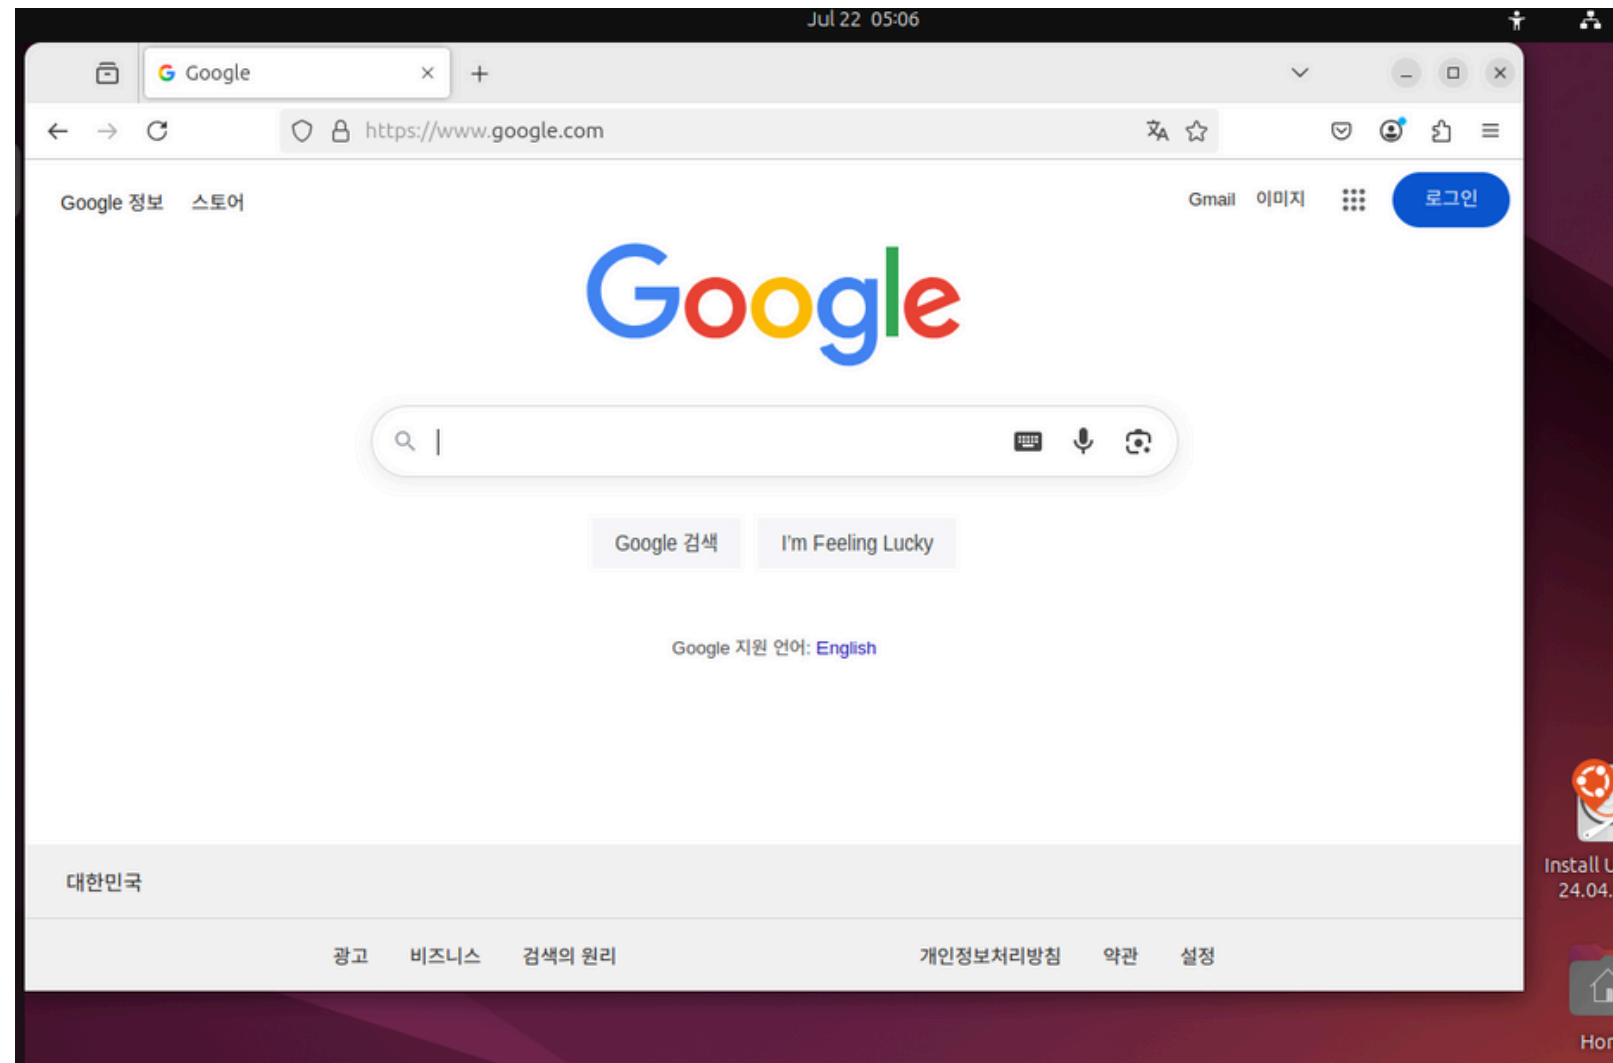 Jul 22 05:06
Google
https://www.google.com
Google 정보 스토어
Gmail 이미지 로그인
Google
Google 검색 I'm Feeling Lucky
Google 지원 언어: English
대한민국
광고 비즈니스 검색의 원리 개인정보처리방침 약관 설정
Install
24.04.